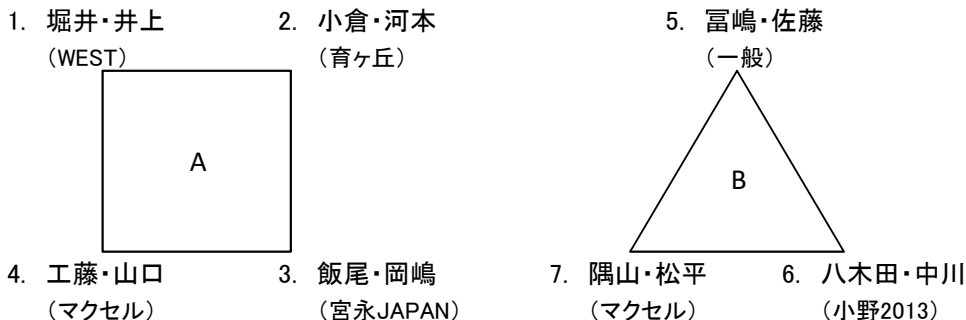 1. 堀井・井上 2. 小倉・河本 5. 冨嶋・佐藤
（WEST） （育ヶ丘） （一般）
A B
4. 工藤・山口 3. 飯尾・岡嶋 7. 隅山・松平 6. 八木田・中川
（マクセル） （宮永JAPAN） （マクセル） （小野2013）